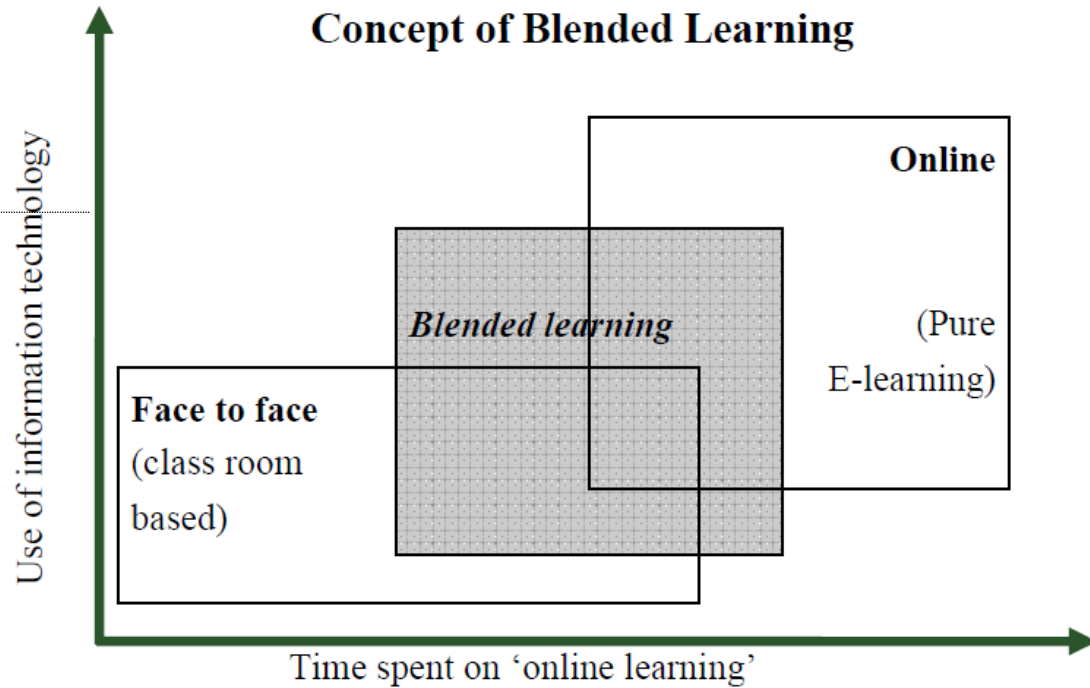 Concept of Blended Learning
Use of information technology
Online
(Pure
E-learning)
Blended learning
Face to face
(class room
based)
Time spent on ‘online learning’